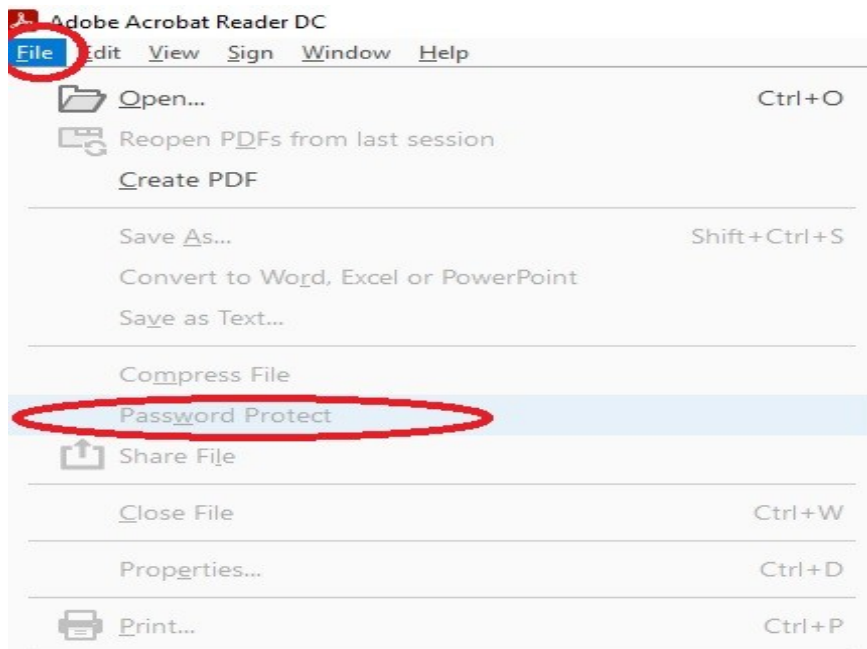 Adobe Acrobat Reader DC
File Edit View Sign Window Help
Open... Ctrl+O
Reopen PDFs from last session
Create PDF
Save As... Shift+Ctrl+S
Convert to Word, Excel or PowerPoint
Save as Text...
Compress File
Password Protect
Share File
Close File Ctrl+W
Properties... Ctrl+D
Print... Ctrl+P